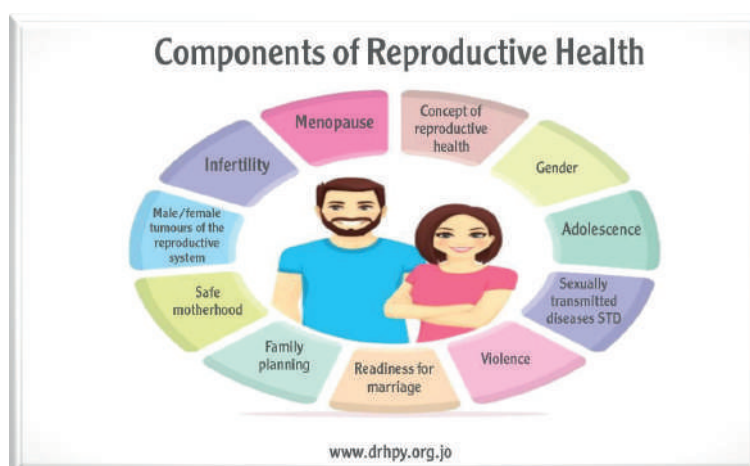 Components of Reproductive Health
Concept of
reproductive
health
Gender
Adolescence
Sexually
transmitted
diseases STD
Violence
Readiness for
marriage
Family
planning
Safe
motherhood
Male/female
tumours of the
reproductive
system
Infertility
Menopause
www.drhpy.org.jo